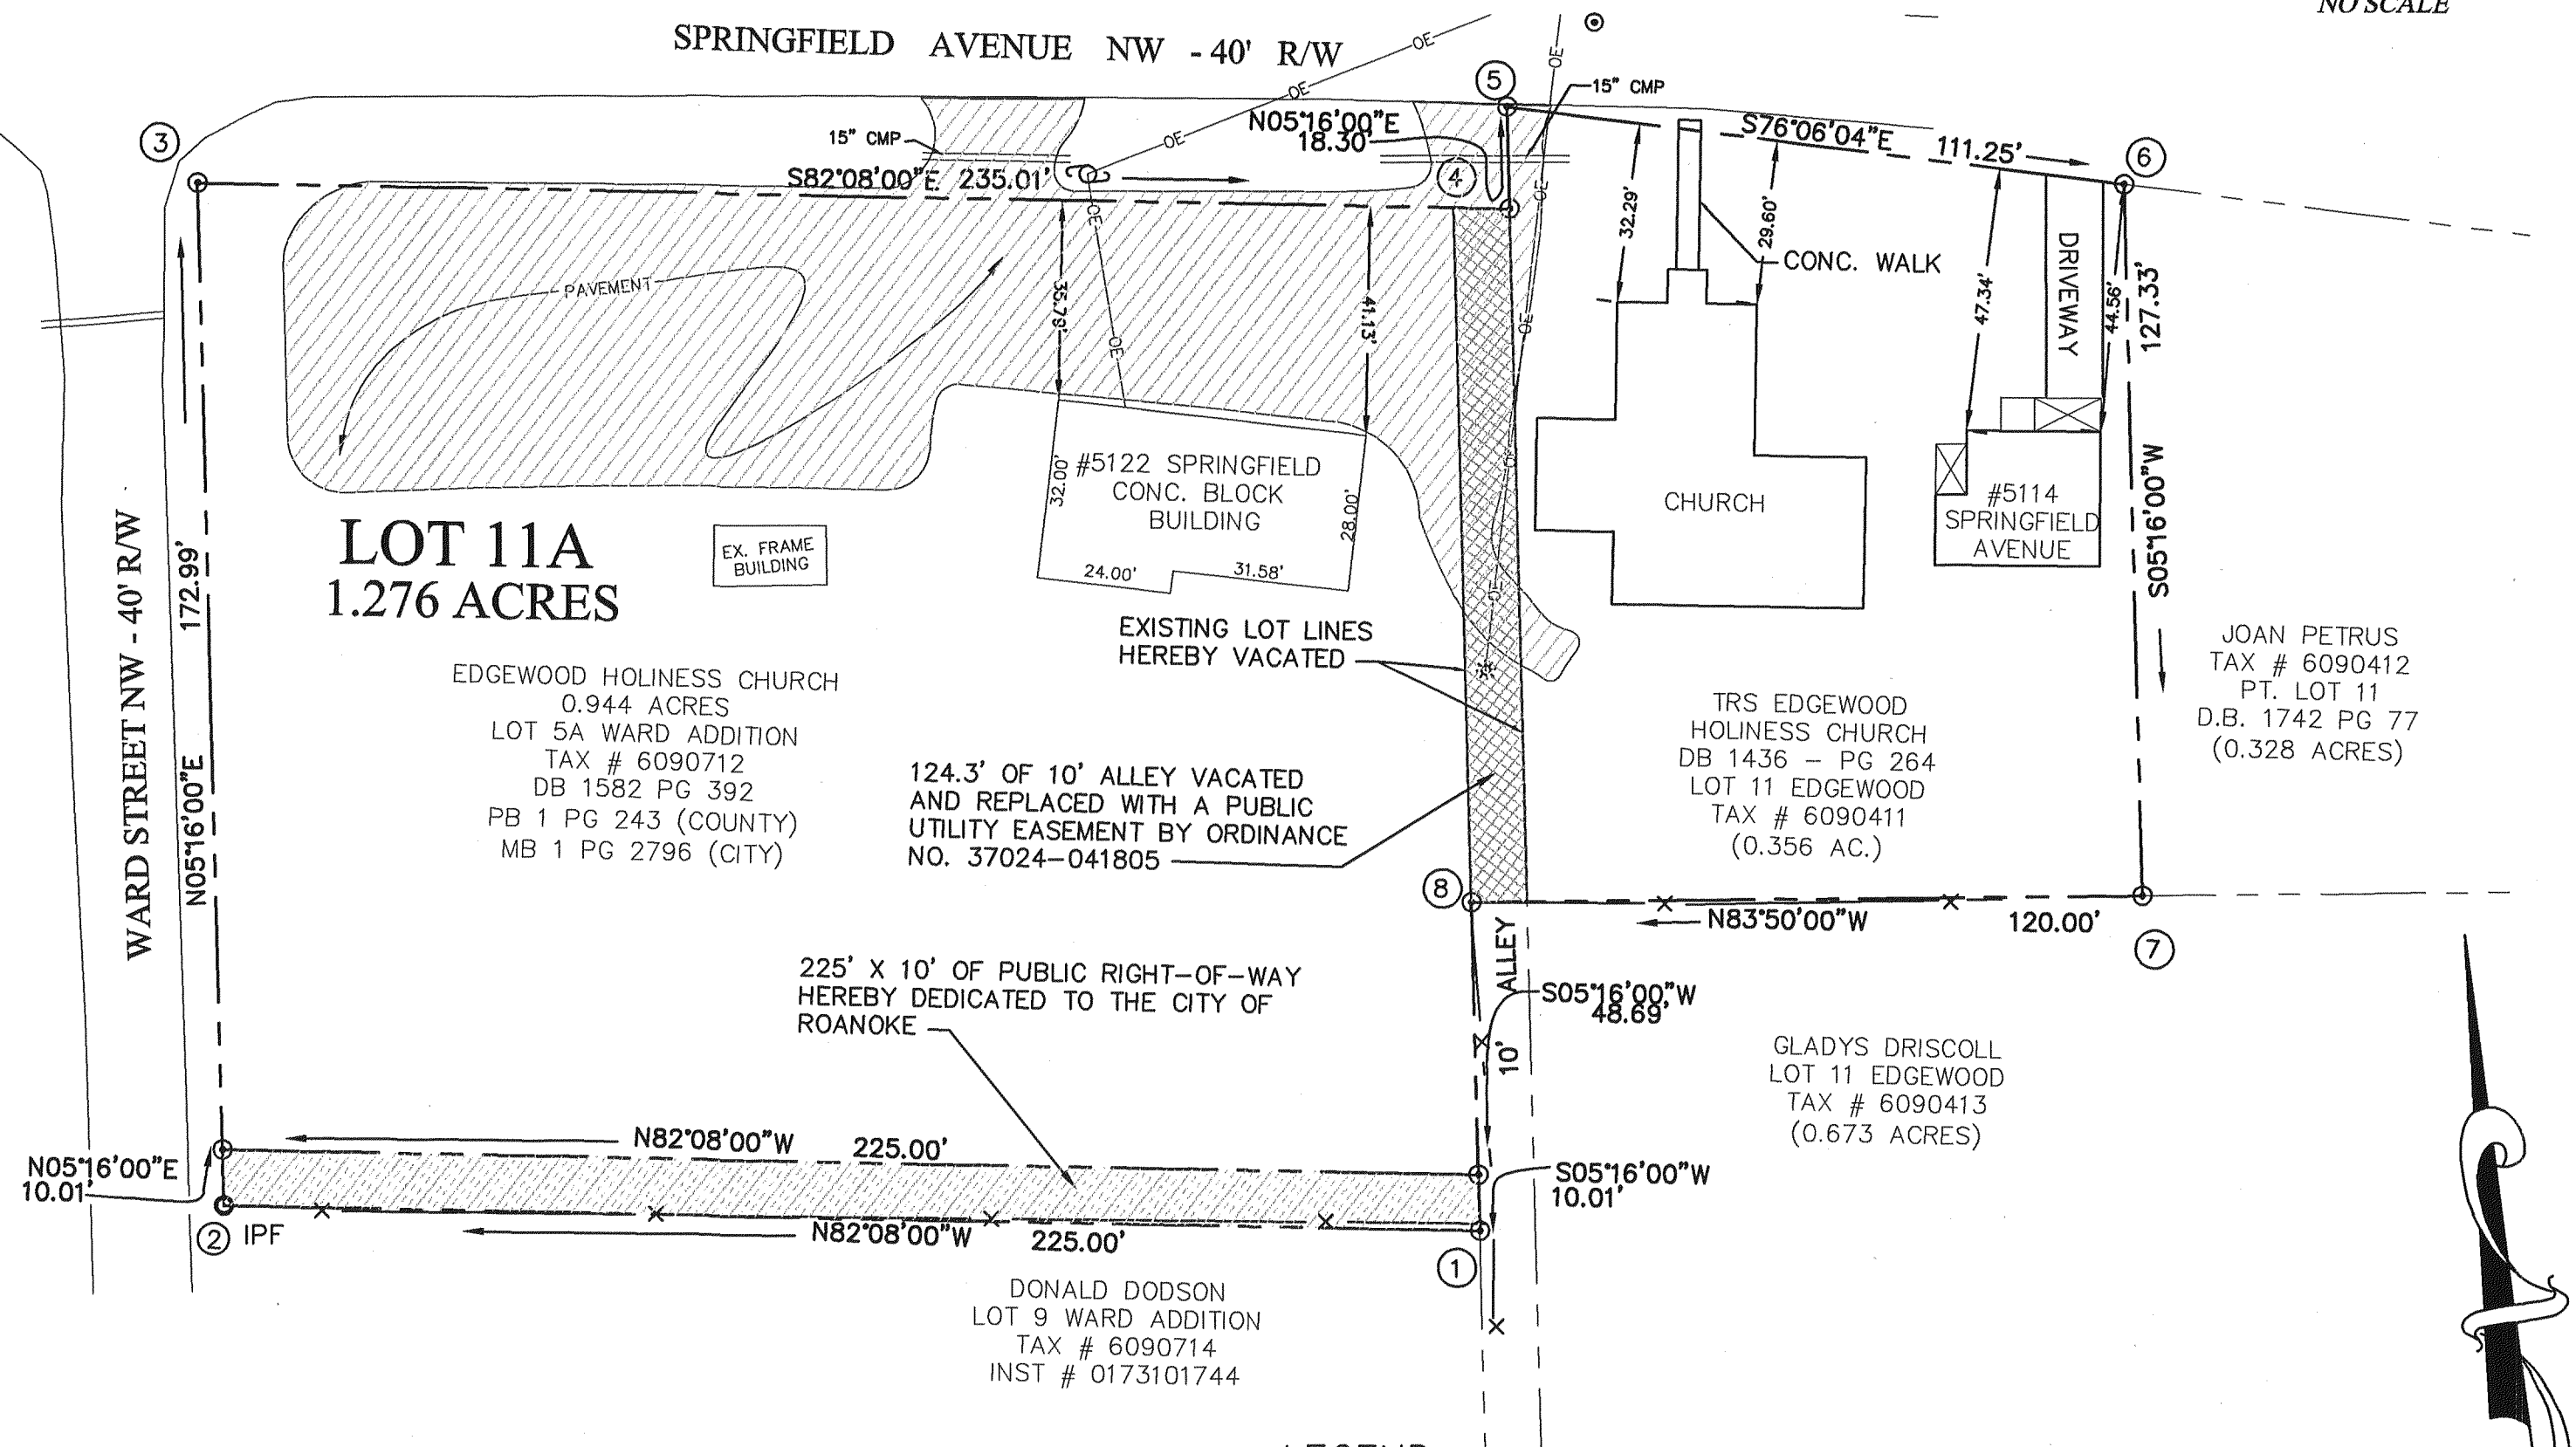 NO SCALE
SPRINGFIELD AVENUE NW - 40' R/W
OE
OE
OE
OE
5
15" CMP
3
15" CMP
N05°16'00"E
18.30'
S76°06'04"E 111.25'
6
S82°08'00"E 235.01'
4
OE
OE
OE
OE
OE
OE
PAVEMENT
35.78'
41.13'
32.29'
29.60'
CONC. WALK
47.34'
DRIVEWAY
44.56'
127.33'
S05°16'00"W
#5122 SPRINGFIELD
CONC. BLOCK
BUILDING
32.00'
28.00'
24.00'
31.58'
CHURCH
#5114
SPRINGFIELD
AVENUE
LOT 11A
1.276 ACRES
EX. FRAME
BUILDING
WARD STREET NW - 40' R/W
172.99'
N05°16'00"E
EXISTING LOT LINES
HEREBY VACATED
EDGEWOOD HOLINESS CHURCH
0.944 ACRES
LOT 5A WARD ADDITION
TAX # 6090712
DB 1582 PG 392
PB 1 PG 243 (COUNTY)
MB 1 PG 2796 (CITY)
124.3' OF 10' ALLEY VACATED
AND REPLACED WITH A PUBLIC
UTILITY EASEMENT BY ORDINANCE
NO. 37024-041805
TRS EDGEWOOD
HOLINESS CHURCH
DB 1436 - PG 264
LOT 11 EDGEWOOD
TAX # 6090411
(0.356 AC.)
JOAN PETRUS
TAX # 6090412
PT. LOT 11
D.B. 1742 PG 77
(0.328 ACRES)
8
N83°50'00"W 120.00'
7
ALLEY
10'
S05°16'00"W
48.69'
225' X 10' OF PUBLIC RIGHT-OF-WAY
HEREBY DEDICATED TO THE CITY OF
ROANOKE
GLADYS DRISCOLL
LOT 11 EDGEWOOD
TAX # 6090413
(0.673 ACRES)
N82°08'00"W 225.00'
N05°16'00"E
10.01'
S05°16'00"W
10.01'
2 IPF
N82°08'00"W 225.00'
1
DONALD DODSON
LOT 9 WARD ADDITION
TAX # 6090714
INST # 0173101744
LEGEND